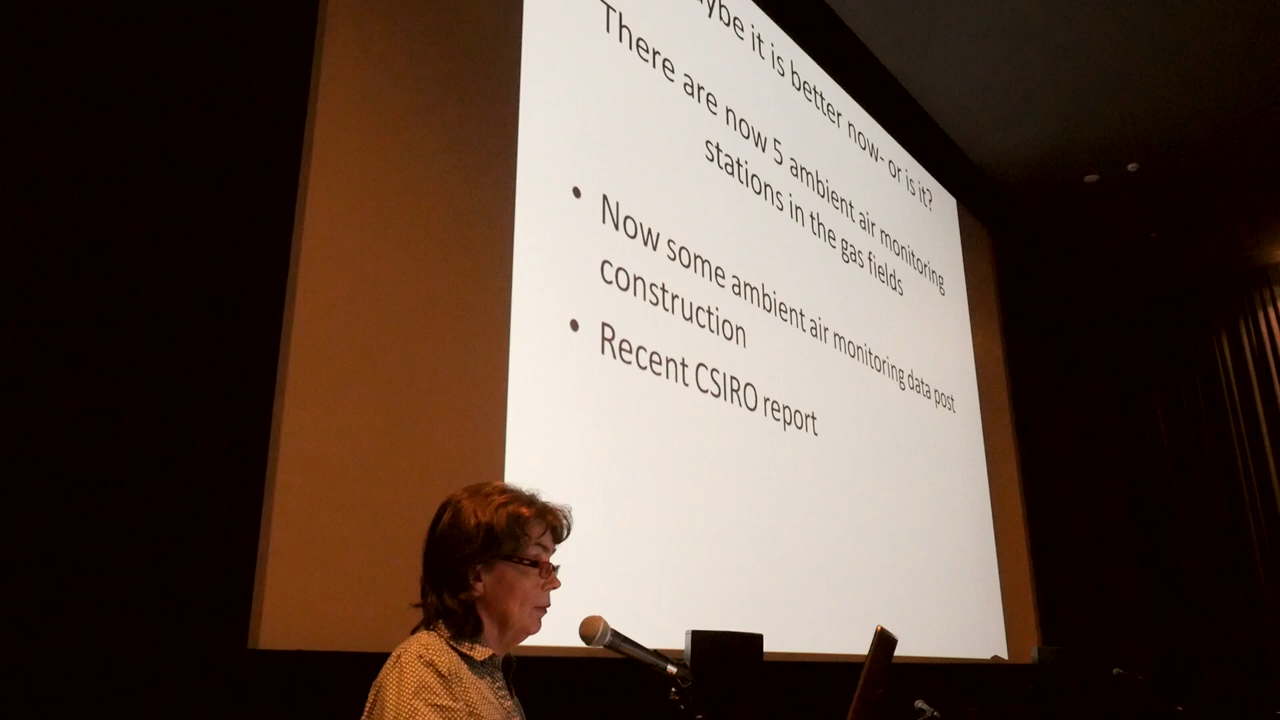 ybe it is better now- or is it?
There are now 5 ambient air monitoring
stations in the gas fields
• Now some ambient air monitoring data post
construction
• Recent CSIRO report